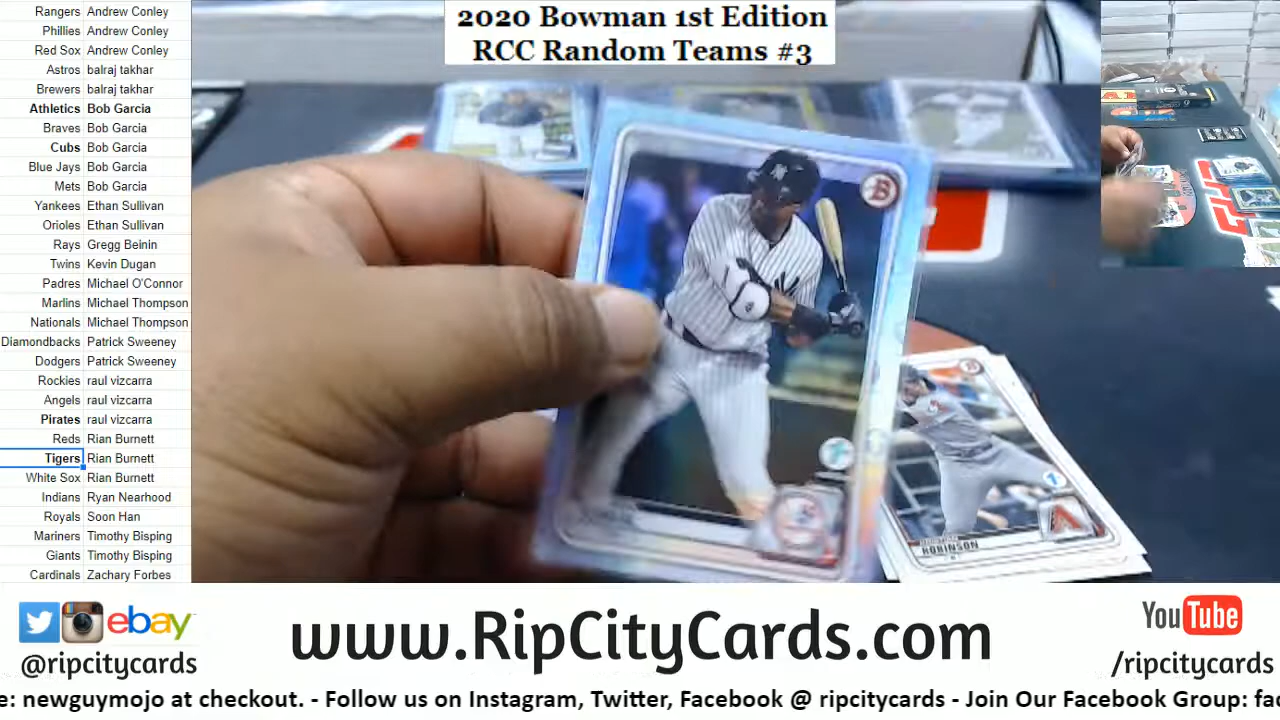 2020 Bowman 1st Edition
RCC Random Teams #3
Rangers Andrew Conley
Phillies Andrew Conley
Red Sox Andrew Conley
Astros balraj takhar
Brewers balraj takhar
Athletics Bob Garcia
Braves Bob Garcia
Cubs Bob Garcia
Blue Jays Bob Garcia
Mets Bob Garcia
Yankees Ethan Sullivan
Orioles Ethan Sullivan
Rays Gregg Beinin
Twins Kevin Dugan
Padres Michael O'Connor
Marlins Michael Thompson
Nationals Michael Thompson
Diamondbacks Patrick Sweeney
Dodgers Patrick Sweeney
Rockies raul vizcarra
Angels raul vizcarra
Pirates raul vizcarra
Reds Rian Burnett
Tigers Rian Burnett
White Sox Rian Burnett
Indians Ryan Nearhood
Royals Soon Han
Mariners Timothy Bisping
Giants Timothy Bisping
Cardinals Zachary Forbes
B
ROBINSON
ebay
@ripcitycards
www.RipCityCards.com
YouTube
/ripcitycards
e: newguymojo at checkout. - Follow us on Instagram, Twitter, Facebook @ ripcitycards - Join Our Facebook Group: fac